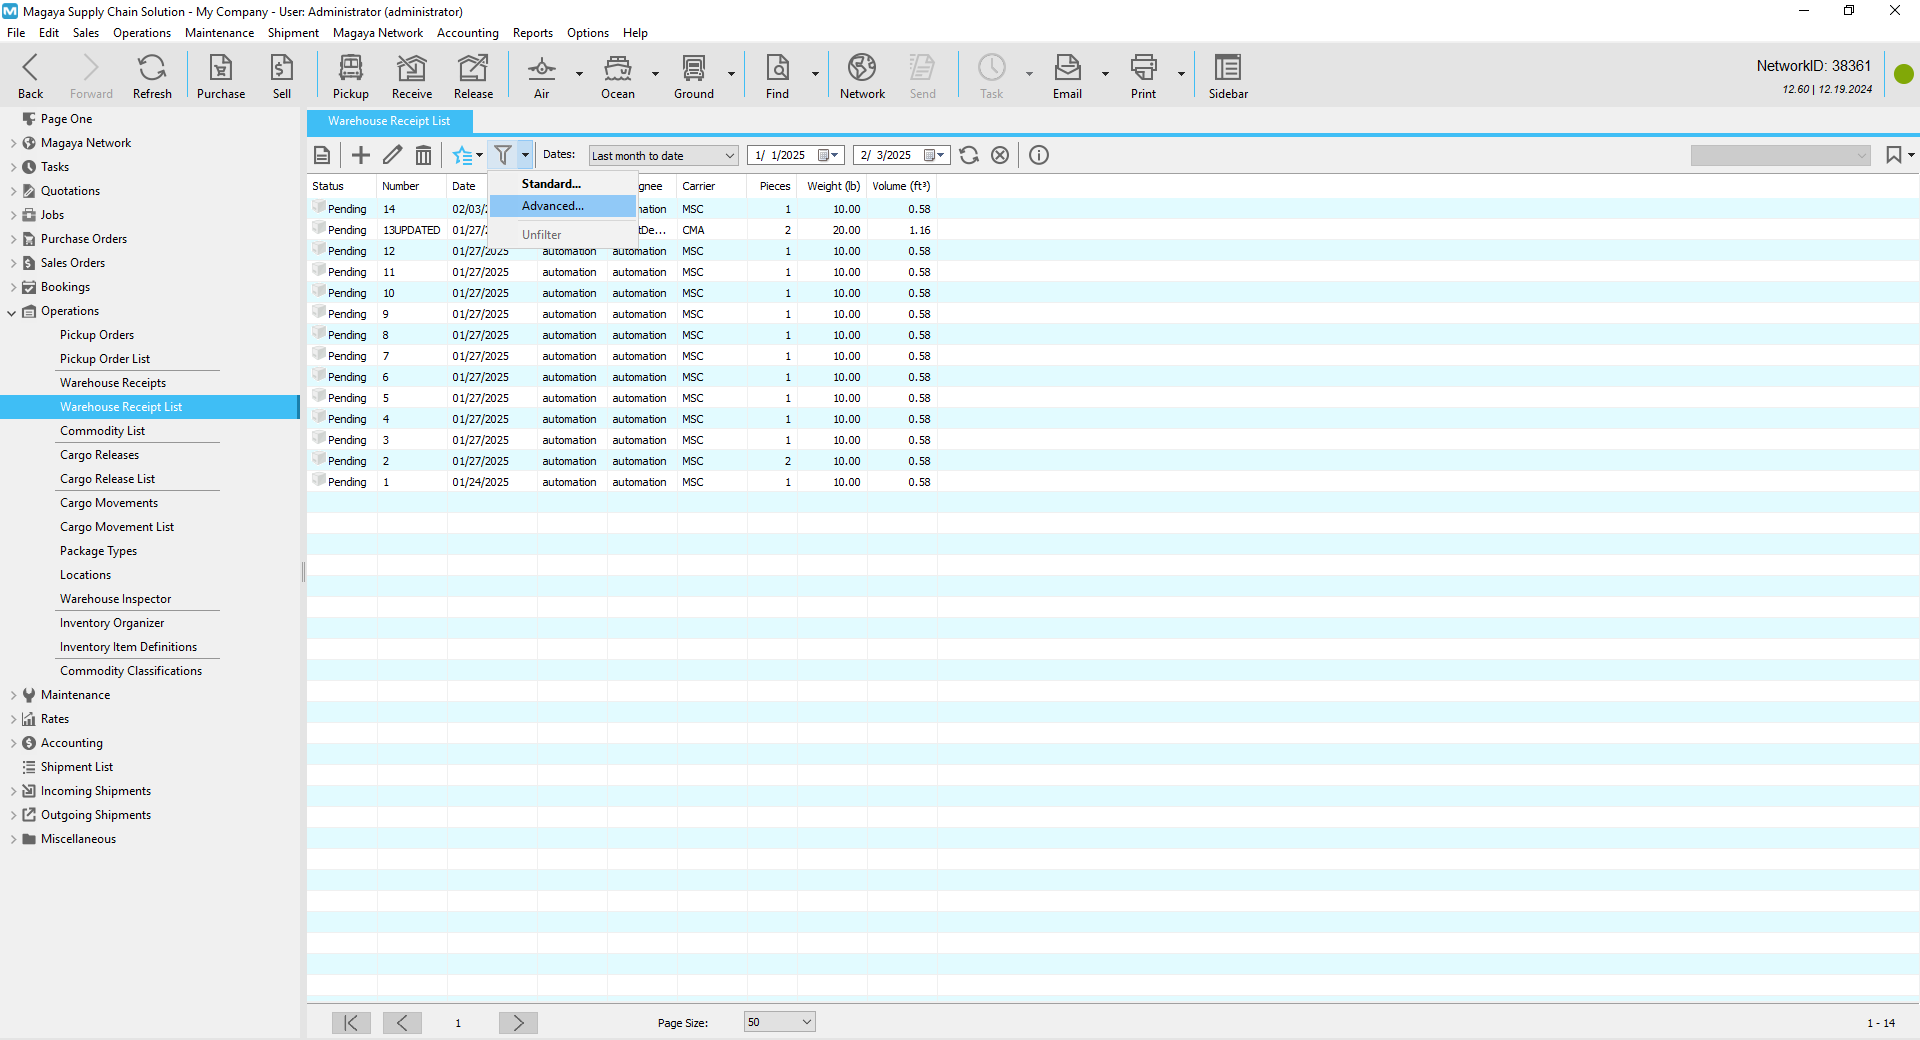 Magaya Supply Chain Solution - My Company - User: Administrator (administrator)
File Edit Sales Operations Maintenance Shipment Magaya Network Accounting Reports Options Help
Back Forward Refresh Purchase Sell Pickup Receive Release Air Ocean Ground Find Network Send Task Email Print Sidebar
NetworkID: 38361
12.60 | 12.19.2024
Page One
Magaya Network
Tasks
Quotations
Jobs
Purchase Orders
Sales Orders
Bookings
Operations
Pickup Orders
Pickup Order List
Warehouse Receipts
Warehouse Receipt List
Commodity List
Cargo Releases
Cargo Release List
Cargo Movements
Cargo Movement List
Package Types
Locations
Warehouse Inspector
Inventory Organizer
Inventory Item Definitions
Commodity Classifications
Maintenance
Rates
Accounting
Shipment List
Incoming Shipments
Outgoing Shipments
Miscellaneous
Warehouse Receipt List
Dates: Last month to date 1/ 1/2025 2/ 3/2025
Standard...
Advanced...
Unfilter
Status Number Date gnee Carrier Pieces Weight (lb) Volume (ft³)
Pending 14 02/03/2 nation MSC 1 10.00 0.58
Pending 13UPDATED 01/27/2 tDe... CMA 2 20.00 1.16
Pending 12 01/27/2025 automation automation MSC 1 10.00 0.58
Pending 11 01/27/2025 automation automation MSC 1 10.00 0.58
Pending 10 01/27/2025 automation automation MSC 1 10.00 0.58
Pending 9 01/27/2025 automation automation MSC 1 10.00 0.58
Pending 8 01/27/2025 automation automation MSC 1 10.00 0.58
Pending 7 01/27/2025 automation automation MSC 1 10.00 0.58
Pending 6 01/27/2025 automation automation MSC 1 10.00 0.58
Pending 5 01/27/2025 automation automation MSC 1 10.00 0.58
Pending 4 01/27/2025 automation automation MSC 1 10.00 0.58
Pending 3 01/27/2025 automation automation MSC 1 10.00 0.58
Pending 2 01/27/2025 automation automation MSC 2 10.00 0.58
Pending 1 01/24/2025 automation automation MSC 1 10.00 0.58
1 Page Size: 50 1 - 14